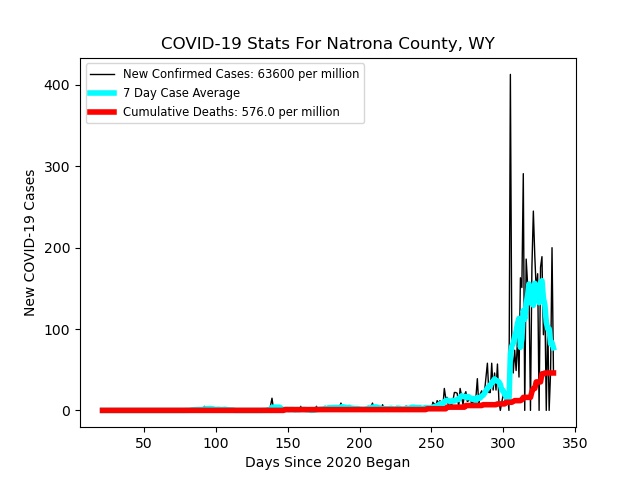 COVID-19 Stats For Natrona County, WY
New Confirmed Cases: 63600 per million
7 Day Case Average
Cumulative Deaths: 576.0 per million
New COVID-19 Cases
400
300
200
100
0
50
100
150
200
250
300
350
Days Since 2020 Began